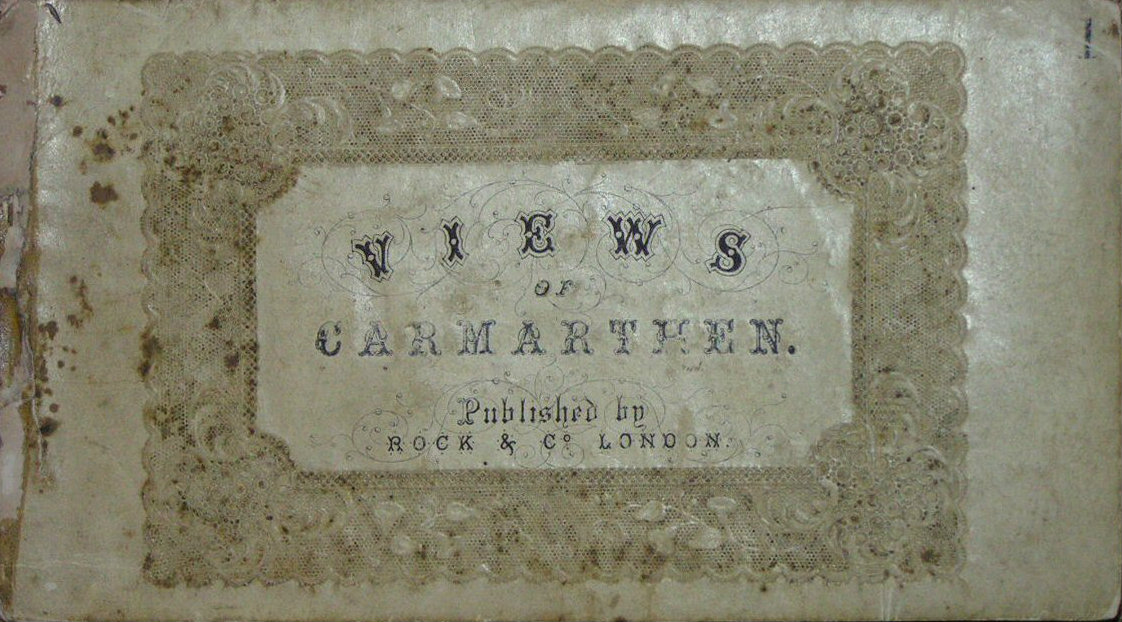 VIEWS
OF
CARMARTHEN.
Published by
ROCK & Cº LONDON.